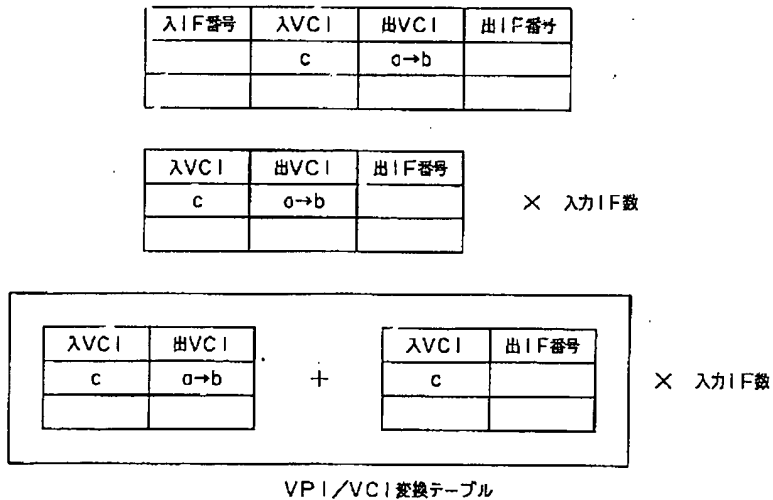 入IF番号 入VCI 出VCI 出IF番号
c a→b
入VCI 出VCI 出IF番号
c a→b × 入力IF数
入VCI 出VCI 入VCI 出IF番号
c a→b + c × 入力IF数
VPI/VCI変換テーブル